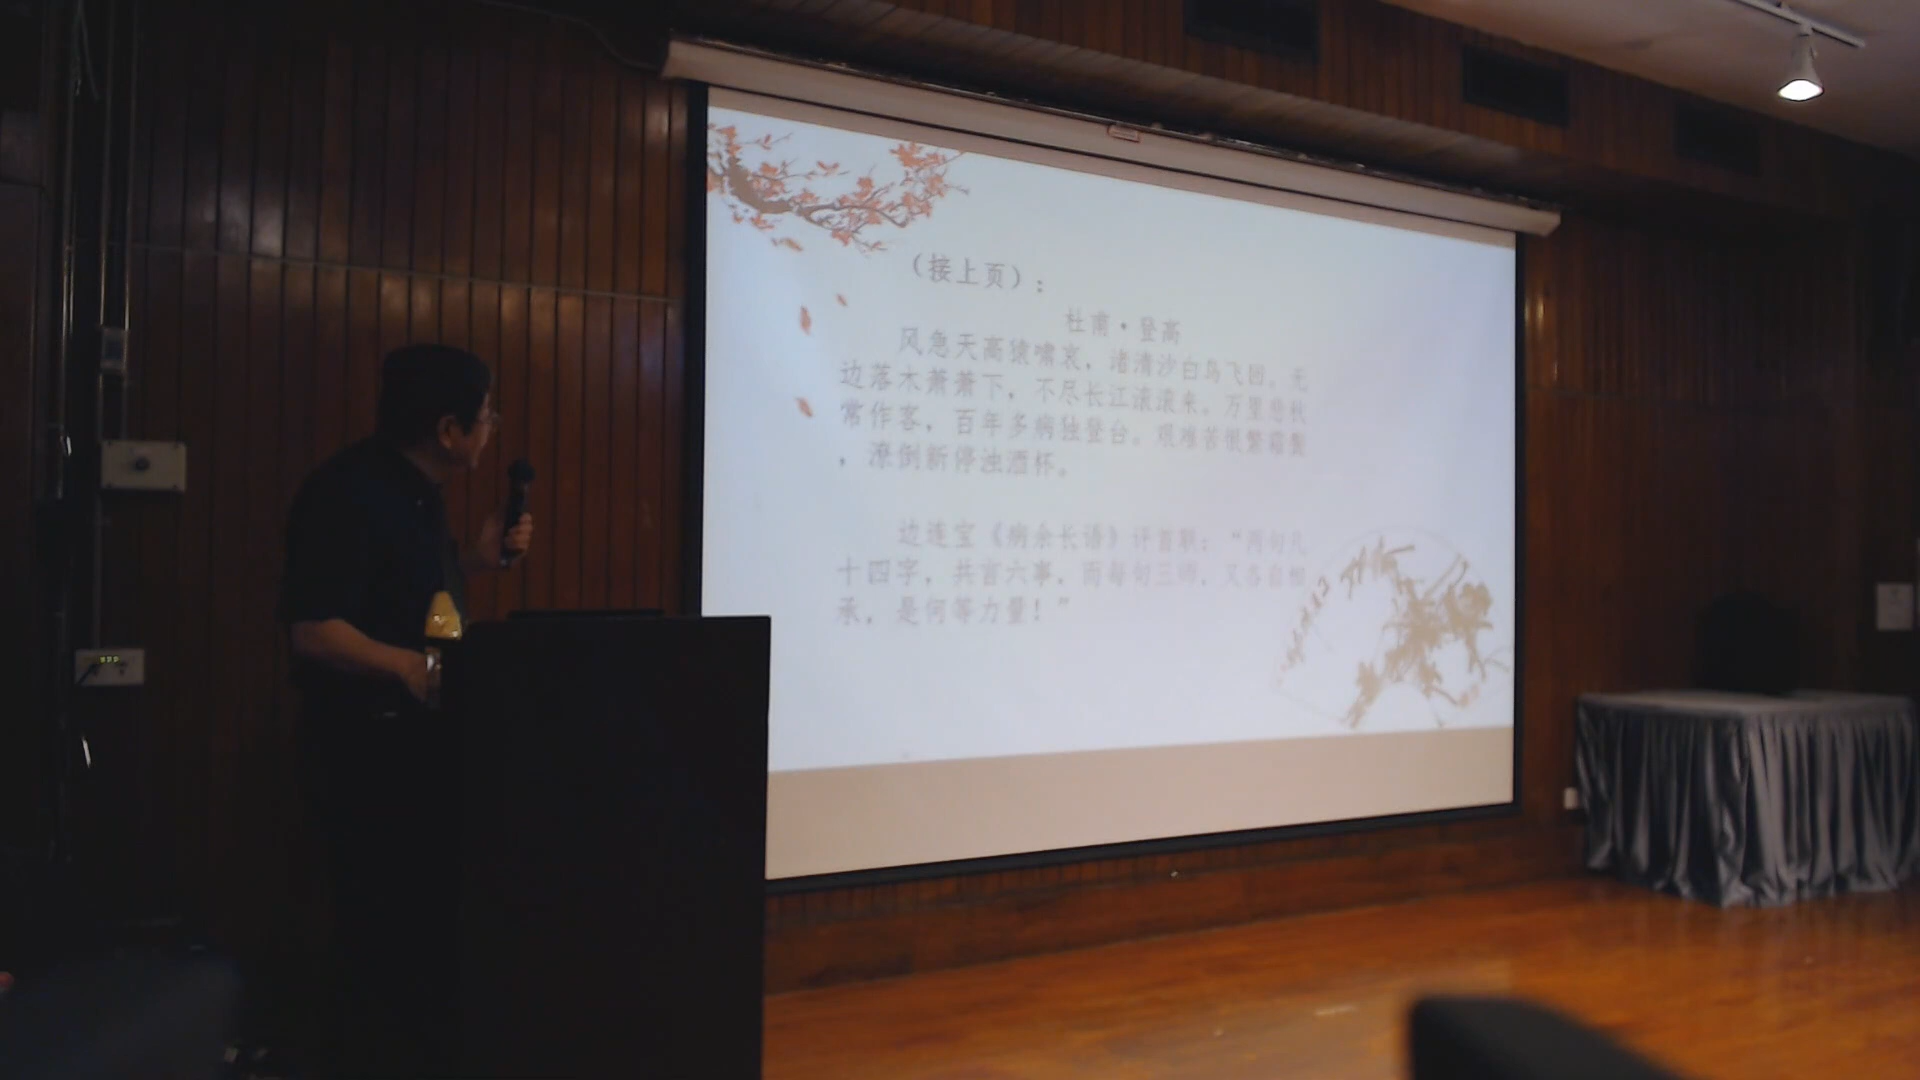 （接上页）：
杜甫·登高
风急天高猿啸哀，渚清沙白鸟飞回。无
边落木萧萧下，不尽长江滚滚来。万里悲秋
常作客，百年多病独登台。艰难苦恨繁霜鬓
，潦倒新停浊酒杯。
边连宝《病余长语》评首联：“两句凡
十四字，共言六事，而每句三项，又各自相
承，是何等力量！”